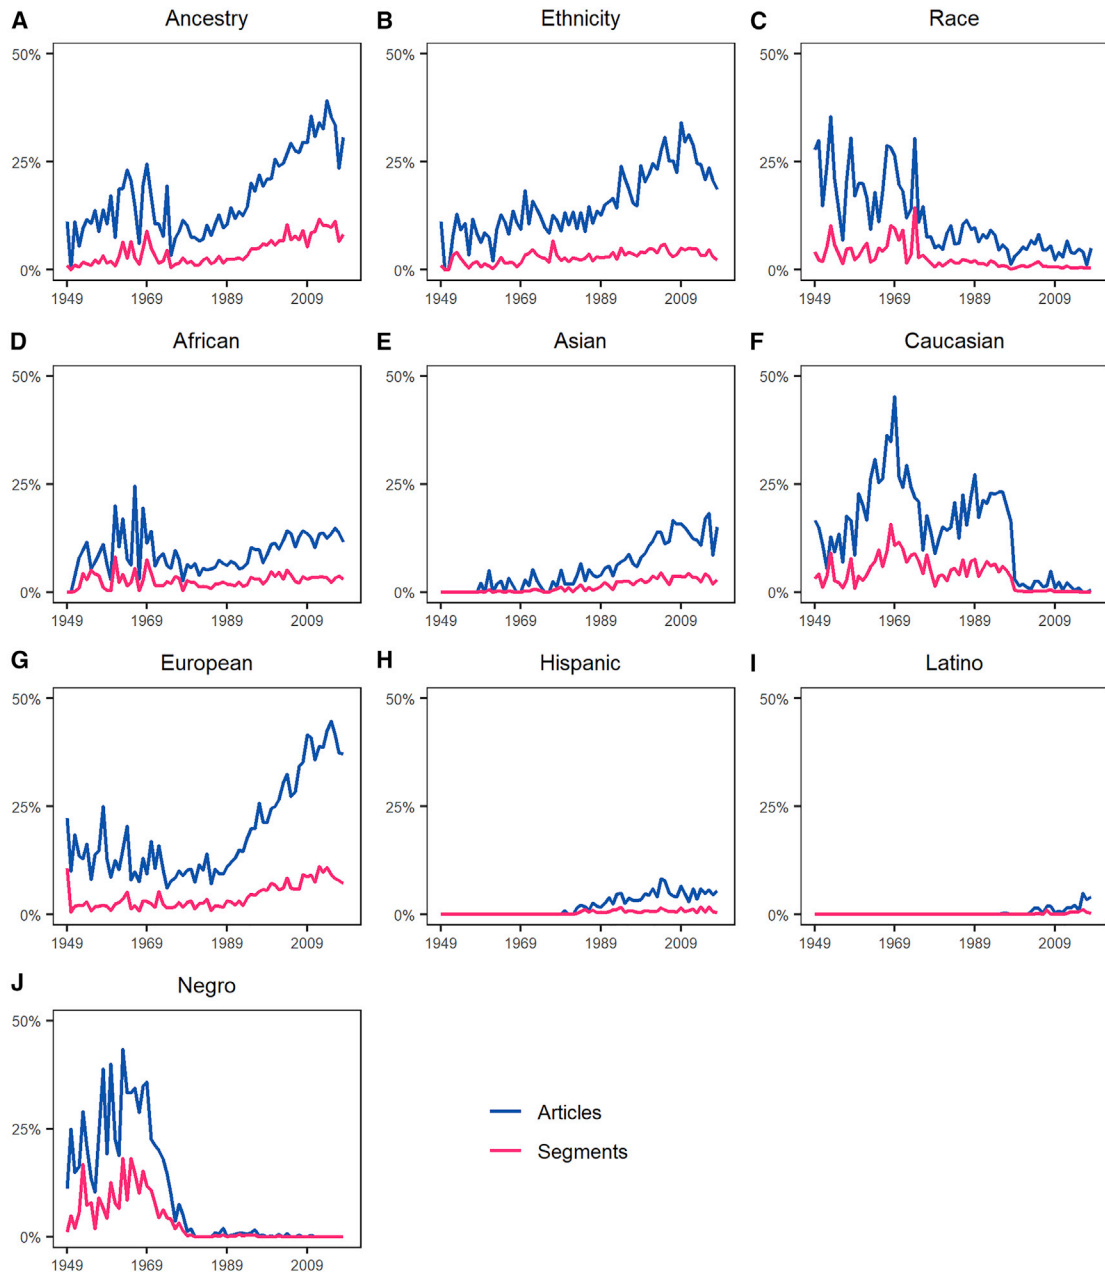 A Ancestry
50%
25%
0%
1949 1969 1989 2009
B Ethnicity
50%
25%
0%
1949 1969 1989 2009
C Race
50%
25%
0%
1949 1969 1989 2009
D African
50%
25%
0%
1949 1969 1989 2009
E Asian
50%
25%
0%
1949 1969 1989 2009
F Caucasian
50%
25%
0%
1949 1969 1989 2009
G European
50%
25%
0%
1949 1969 1989 2009
H Hispanic
50%
25%
0%
1949 1969 1989 2009
I Latino
50%
25%
0%
1949 1969 1989 2009
J Negro
50%
25%
0%
1949 1969 1989 2009
Articles
Segments